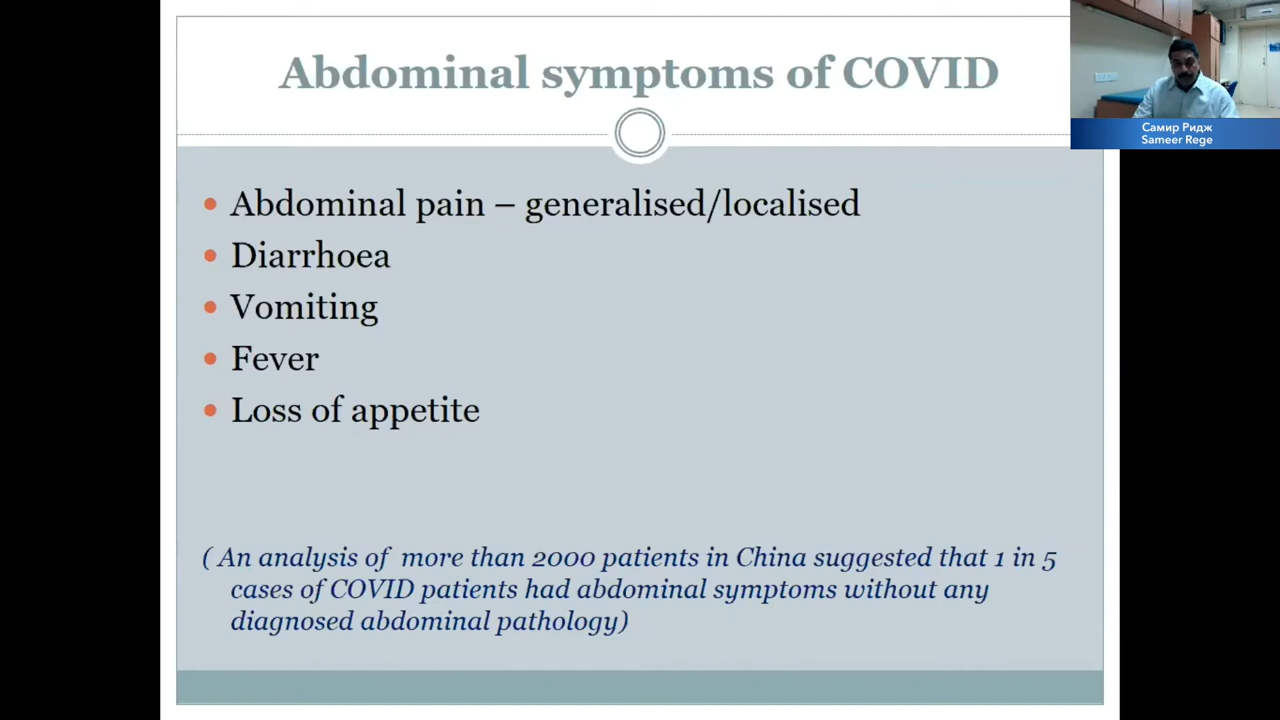 Abdominal symptoms of COVID
Самир Ридж
Sameer Rege
• Abdominal pain – generalised/localised
• Diarrhoea
• Vomiting
• Fever
• Loss of appetite
( An analysis of more than 2000 patients in China suggested that 1 in 5
cases of COVID patients had abdominal symptoms without any
diagnosed abdominal pathology)